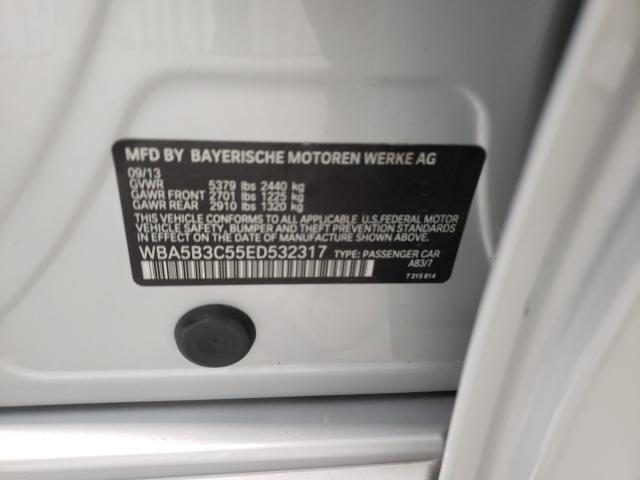 MFD BY BAYERISCHE MOTOREN WERKE AG
09/13
GVWR 5379 lbs 2440 kg
GAWR FRONT 2701 lbs 1225 kg
GAWR REAR 2910 lbs 1320 kg
THIS VEHICLE CONFORMS TO ALL APPLICABLE U.S.FEDERAL MOTOR
VEHICLE SAFETY, BUMPER, AND THEFT PREVENTION STANDARDS
IN EFFECT ON THE DATE OF MANUFACTURE SHOWN ABOVE.
WBA5B3C55ED532317 TYPE: PASSENGER CAR
A83/7
7 315 814